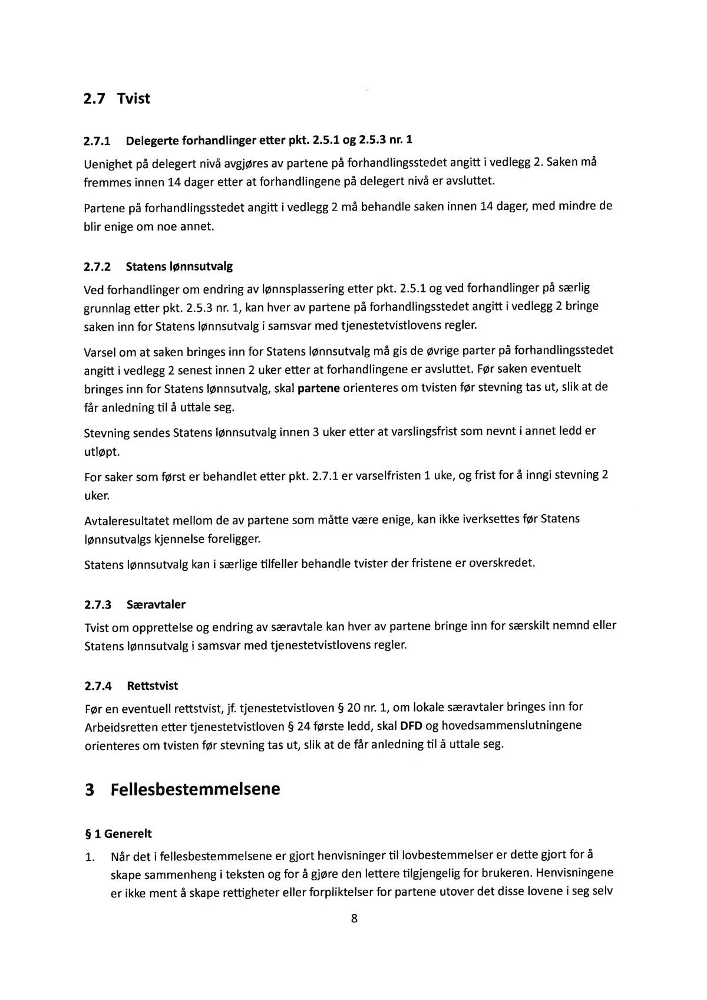 2.7 Tvist
2.7.1 Delegerte forhandlinger etter pkt. 2.5.1 og 2.5.3 nr. 1
Uenighet på delegert nivå avgjøres av partene på forhandlingsstedet angitt i vedlegg 2. Saken må
fremmes innen 14 dager etter at forhandlingene på delegert nivå er avsluttet.
Partene på forhandlingsstedet angitt i vedlegg 2 må behandle saken innen 14 dager, med mindre de
blir enige om noe annet.
2.7.2 Statens lønnsutvalg
Ved forhandlinger om endring av lønnsplassering etter pkt. 2.5.1 og ved forhandlinger på særlig
grunnlag etter pkt. 2.5.3 nr. 1, kan hver av partene på forhandlingsstedet angitt i vedlegg 2 bringe
saken inn for Statens lønnsutvalg i samsvar med tjenestetvistlovens regler.
Varsel om at saken bringes inn for Statens lønnsutvalg må gis de øvrige parter på forhandlingsstedet
angitt i vedlegg 2 senest innen 2 uker etter at forhandlingene er avsluttet. Før saken eventuelt
bringes inn for Statens lønnsutvalg, skal partene orienteres om tvisten før stevning tas ut, slik at de
får anledning til å uttale seg.
Stevning sendes Statens lønnsutvalg innen 3 uker etter at varslingsfrist som nevnt i annet ledd er
utløpt.
For saker som først er behandlet etter pkt. 2.7.1 er varselfristen 1 uke, og frist for å inngi stevning 2
uker.
Avtaleresultatet mellom de av partene som måtte være enige, kan ikke iverksettes før Statens
lønnsutvalgs kjennelse foreligger.
Statens lønnsutvalg kan i særlige tilfeller behandle tvister der fristene er overskredet.
2.7.3 Særavtaler
Tvist om opprettelse og endring av særavtale kan hver av partene bringe inn for særskilt nemnd eller
Statens lønnsutvalg i samsvar med tjenestetvistlovens regler.
2.7.4 Rettstvist
Før en eventuell rettstvist, jf. tjenestetvistloven § 20 nr. 1, om lokale særavtaler bringes inn for
Arbeidsretten etter tjenestetvistloven § 24 første ledd, skal DFD og hovedsammenslutningene
orienteres om tvisten før stevning tas ut, slik at de får anledning til å uttale seg.
3 Fellesbestemmelsene
§ 1 Generelt
1. Når det i fellesbestemmelsene er gjort henvisninger til lovbestemmelser er dette gjort for å
skape sammenheng i teksten og for å gjøre den lettere tilgjengelig for brukeren. Henvisningene
er ikke ment å skape rettigheter eller forpliktelser for partene utover det disse lovene i seg selv
8